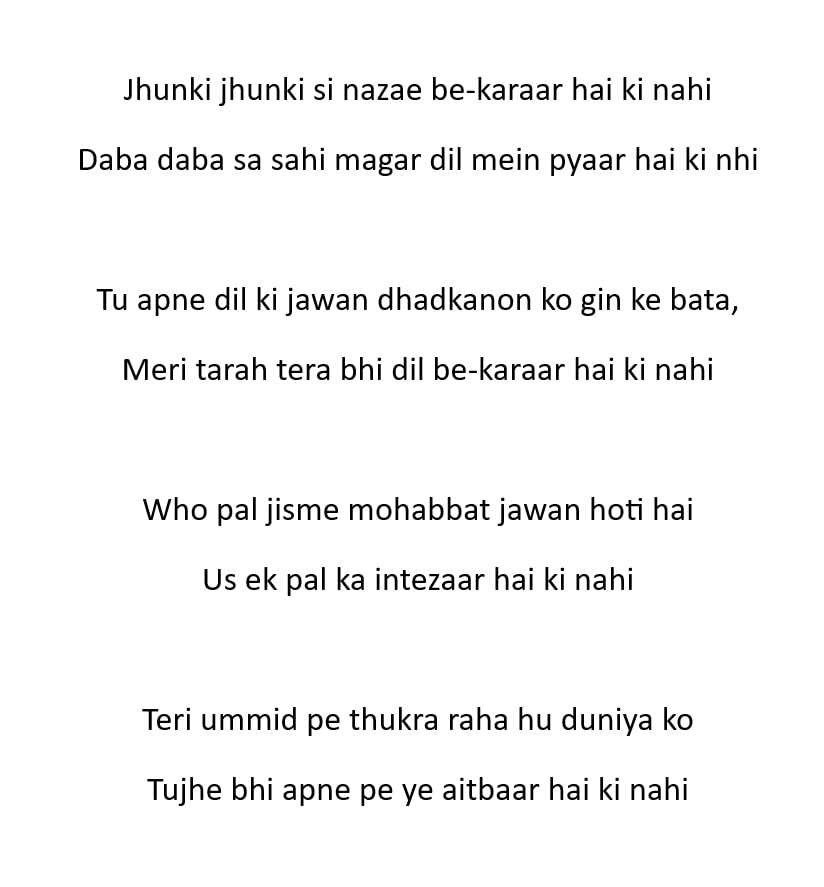 Jhunki jhunki si nazae be-karaar hai ki nahi
Daba daba sa sahi magar dil mein pyaar hai ki nhi
Tu apne dil ki jawan dhadkanon ko gin ke bata,
Meri tarah tera bhi dil be-karaar hai ki nahi
Who pal jisme mohabbat jawan hoti hai
Us ek pal ka intezaar hai ki nahi
Teri ummid pe thukra raha hu duniya ko
Tujhe bhi apne pe ye aitbaar hai ki nahi